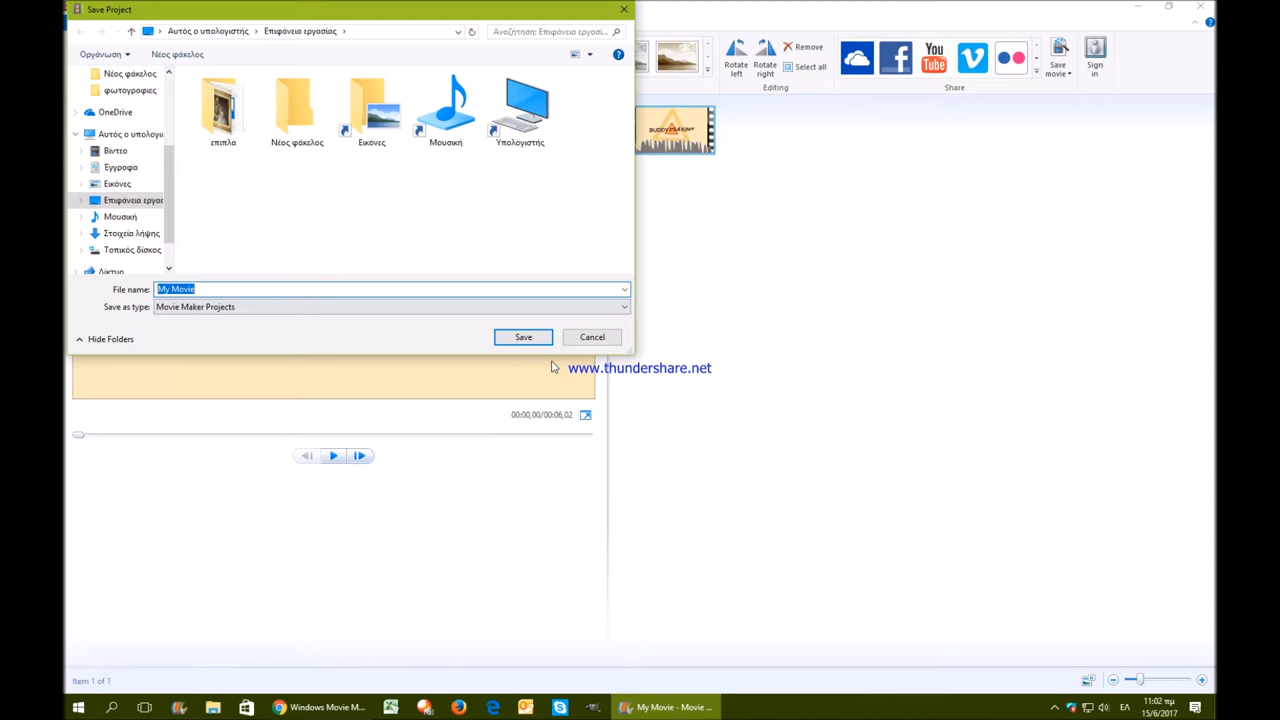 Save Project
Αυτός ο υπολογιστής
Επιφάνεια εργασίας
Αναζήτηση: Επιφάνεια εργασί...
Οργάνωση
Νέος φάκελος
Νέος φάκελος
φωτογραφιες
OneDrive
Αυτός ο υπολογι
Βίντεο
Έγγραφα
Εικόνες
Επιφάνεια εργασ
Μουσική
Στοιχεία λήψης
Τοπικός δίσκος
Δίκτυο
επιπλα
Νέος φάκελος
Εικόνες
Μουσική
Υπολογιστής
File name:
My Movie
Save as type:
Movie Maker Projects
Hide Folders
Save
Cancel
Rotate left
Rotate right
Remove
Select all
Editing
You Tube
Share
Save movie
Sign in
www.thundershare.net
00:00,00/00:06,02
Item 1 of 1
Windows Movie M...
My Movie - Movie ...
ΕΛ
11:02 πμ
15/6/2017